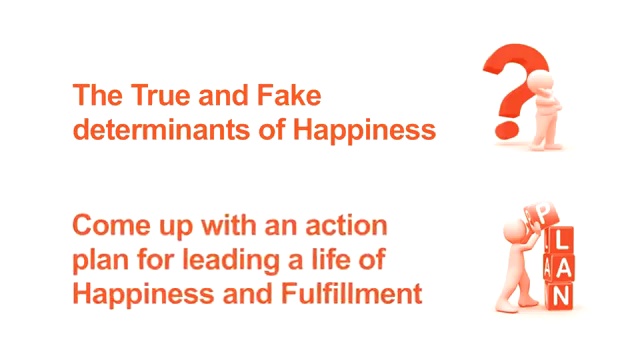 The True and Fake
determinants of Happiness
Come up with an action
plan for leading a life of
Happiness and Fulfillment
P
L
A A
N